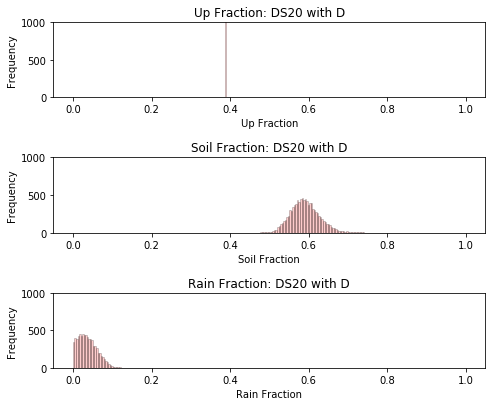 Up Fraction: DS20 with D
1000
500
0
Frequency
0.0 0.2 0.4 0.6 0.8 1.0
Up Fraction
Soil Fraction: DS20 with D
1000
500
0
Frequency
0.0 0.2 0.4 0.6 0.8 1.0
Soil Fraction
Rain Fraction: DS20 with D
1000
500
0
Frequency
0.0 0.2 0.4 0.6 0.8 1.0
Rain Fraction